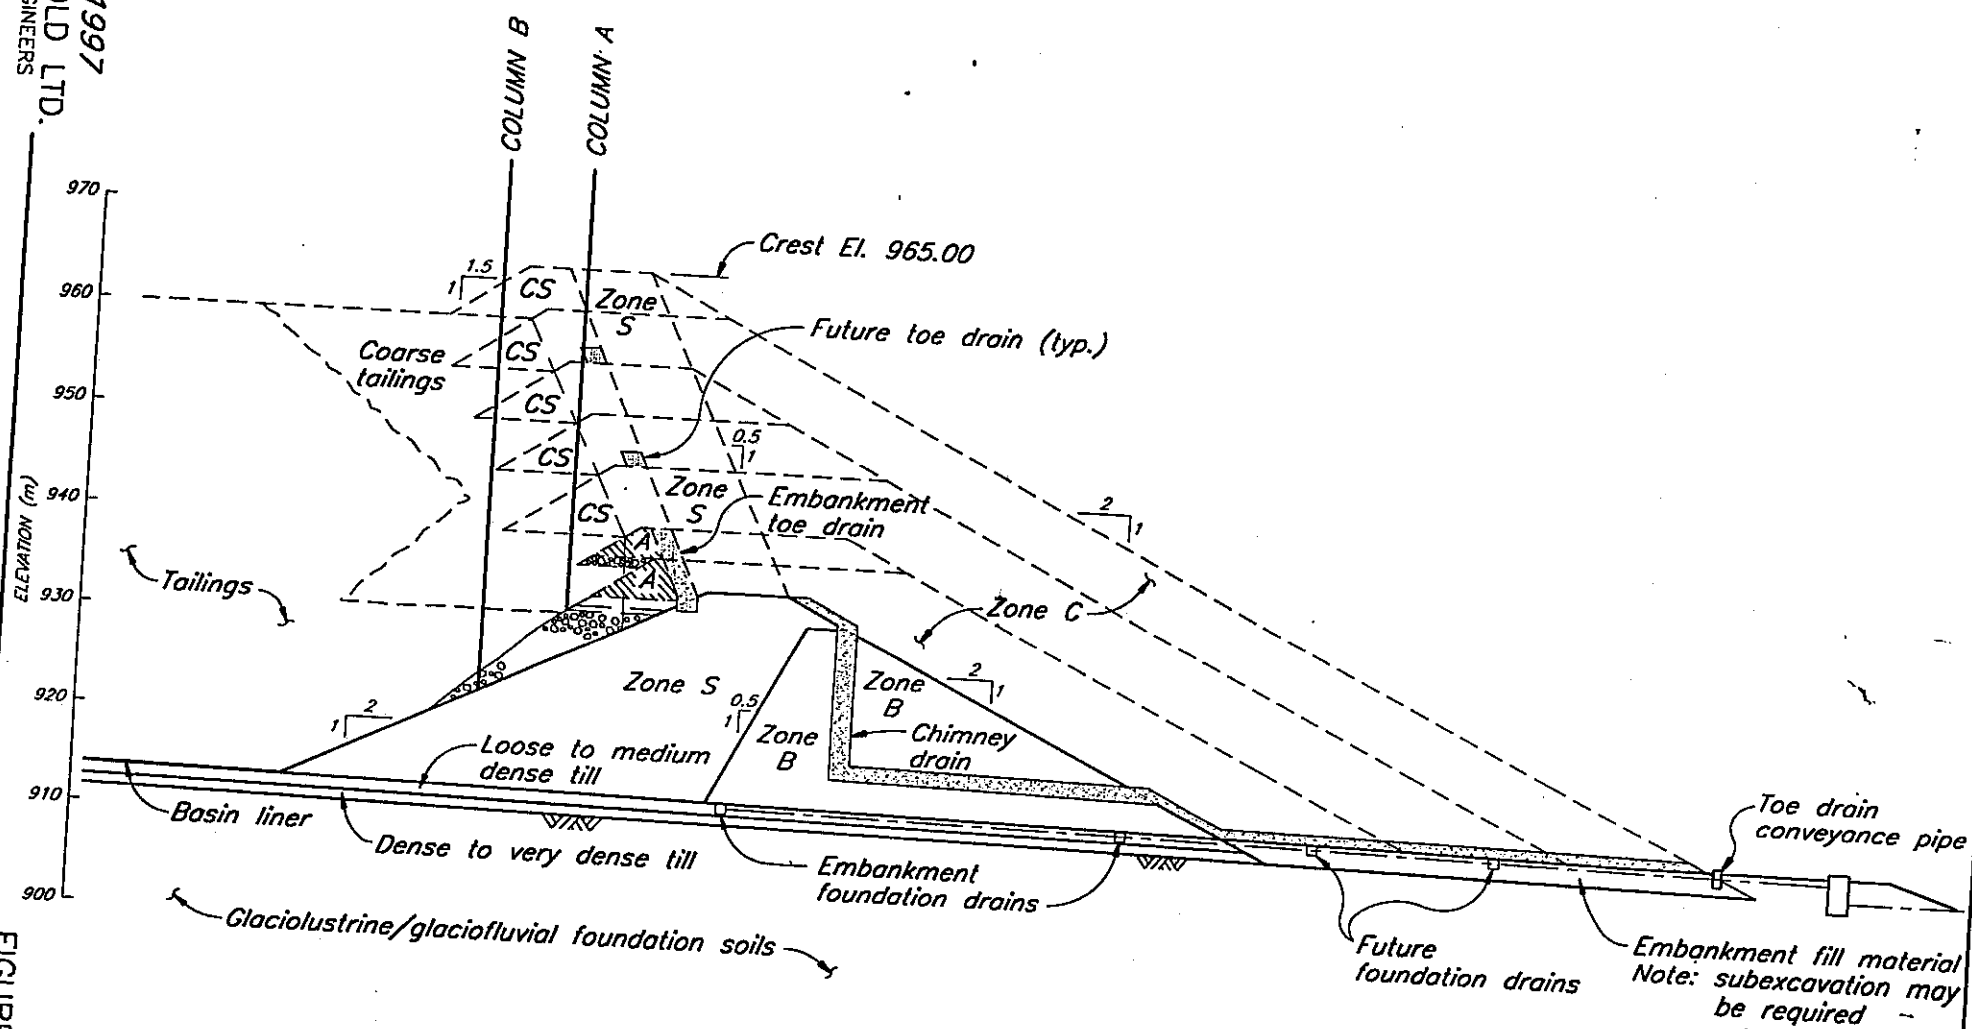 1997
LTD.
COLUMN B
COLUMN A
970
960
950
940
930
920
910
900
ELEVATION (m)
Crest El. 965.00
1.5
1
CS
Zone
S
Future toe drain (typ.)
Coarse
tailings
CS
CS
0.5
1
CS
Zone
S
Embankment
toe drain
CS
2
1
A
A
Tailings
Zone C
Zone S
0.5
1
Zone
B
2
1
2
1
Zone
B
Chimney
drain
Loose to medium
dense till
Basin liner
Dense to very dense till
Embankment
foundation drains
Toe drain
conveyance pipe
Glaciolustrine/glaciofluvial foundation soils
Future
foundation drains
Embankment fill material
Note: subexcavation may
be required